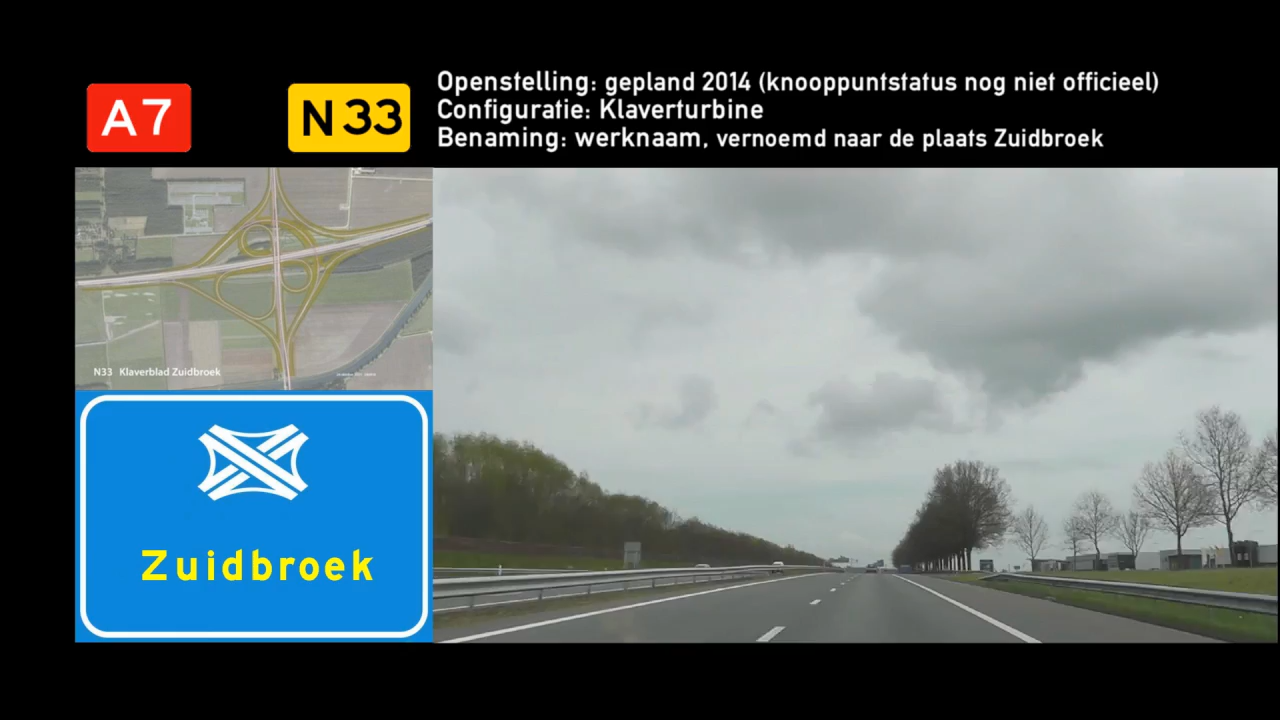 A7
N33
Openstelling: gepland 2014 (knooppuntstatus nog niet officieel)
Configuratie: Klaverturbine
Benaming: werknaam, vernoemd naar de plaats Zuidbroek
N33 Klaverblad Zuidbroek
Zuidbroek